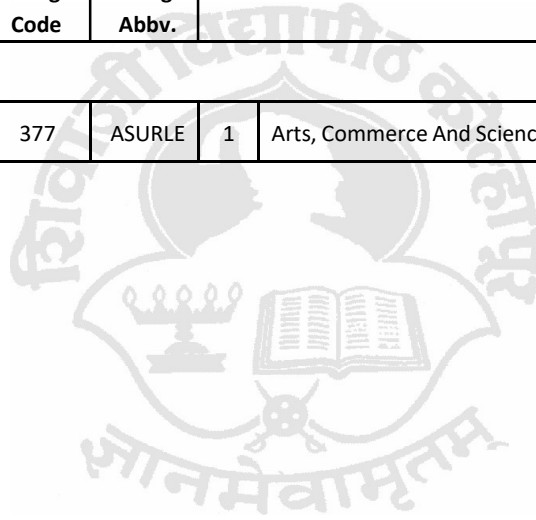 Code Abbv.
377 ASURLE 1 Arts, Commerce And Scienc
शिवाजी विद्यापीठ कोल्हापूर
ज्ञानमेवामृतम्